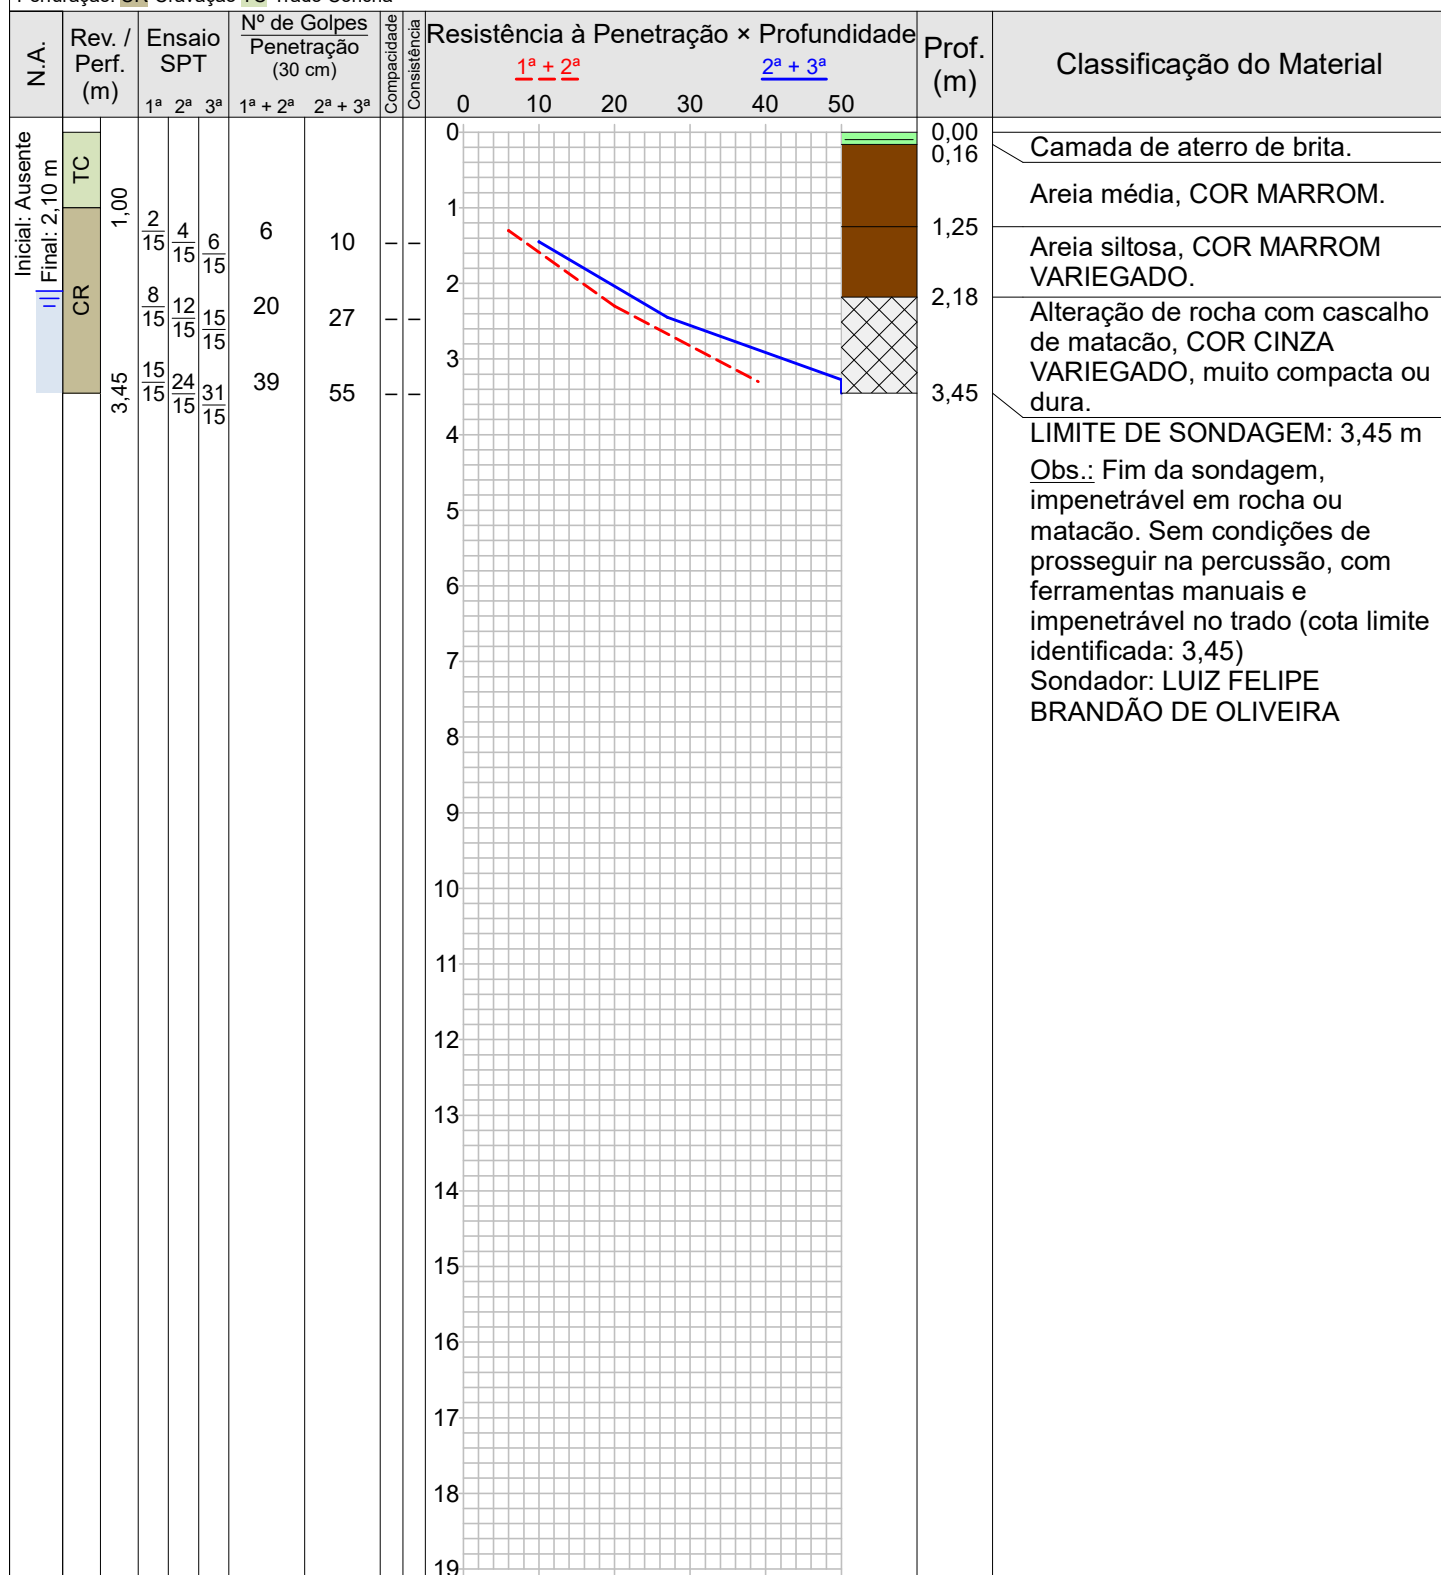 N.A.
Rev. /
Perf.
(m)
Ensaio
SPT
1ª 2ª 3ª
Nº de Golpes
Penetração
(30 cm)
1ª + 2ª 2ª + 3ª
Compacidade
Consistência
Resistência à Penetração × Profundidade
1ª + 2ª 2ª + 3ª
0 10 20 30 40 50
Prof.
(m)
Classificação do Material
Inicial: Ausente
Final: 2,10 m
TC
CR
1,00
3,45
2/15 4/15 6/15 6 10 – –
8/15 12/15 15/15 20 27 – –
15/15 24/15 31/15 39 55 – –
0
1
2
3
4
5
6
7
8
9
10
11
12
13
14
15
16
17
18
19
0,00
0,16
1,25
2,18
3,45
Camada de aterro de brita.
Areia média, COR MARROM.
Areia siltosa, COR MARROM
VARIEGADO.
Alteração de rocha com cascalho
de matacão, COR CINZA
VARIEGADO, muito compacta ou
dura.
LIMITE DE SONDAGEM: 3,45 m
Obs.: Fim da sondagem,
impenetrável em rocha ou
matacão. Sem condições de
prosseguir na percussão, com
ferramentas manuais e
impenetrável no trado (cota limite
identificada: 3,45)
Sondador: LUIZ FELIPE
BRANDÃO DE OLIVEIRA